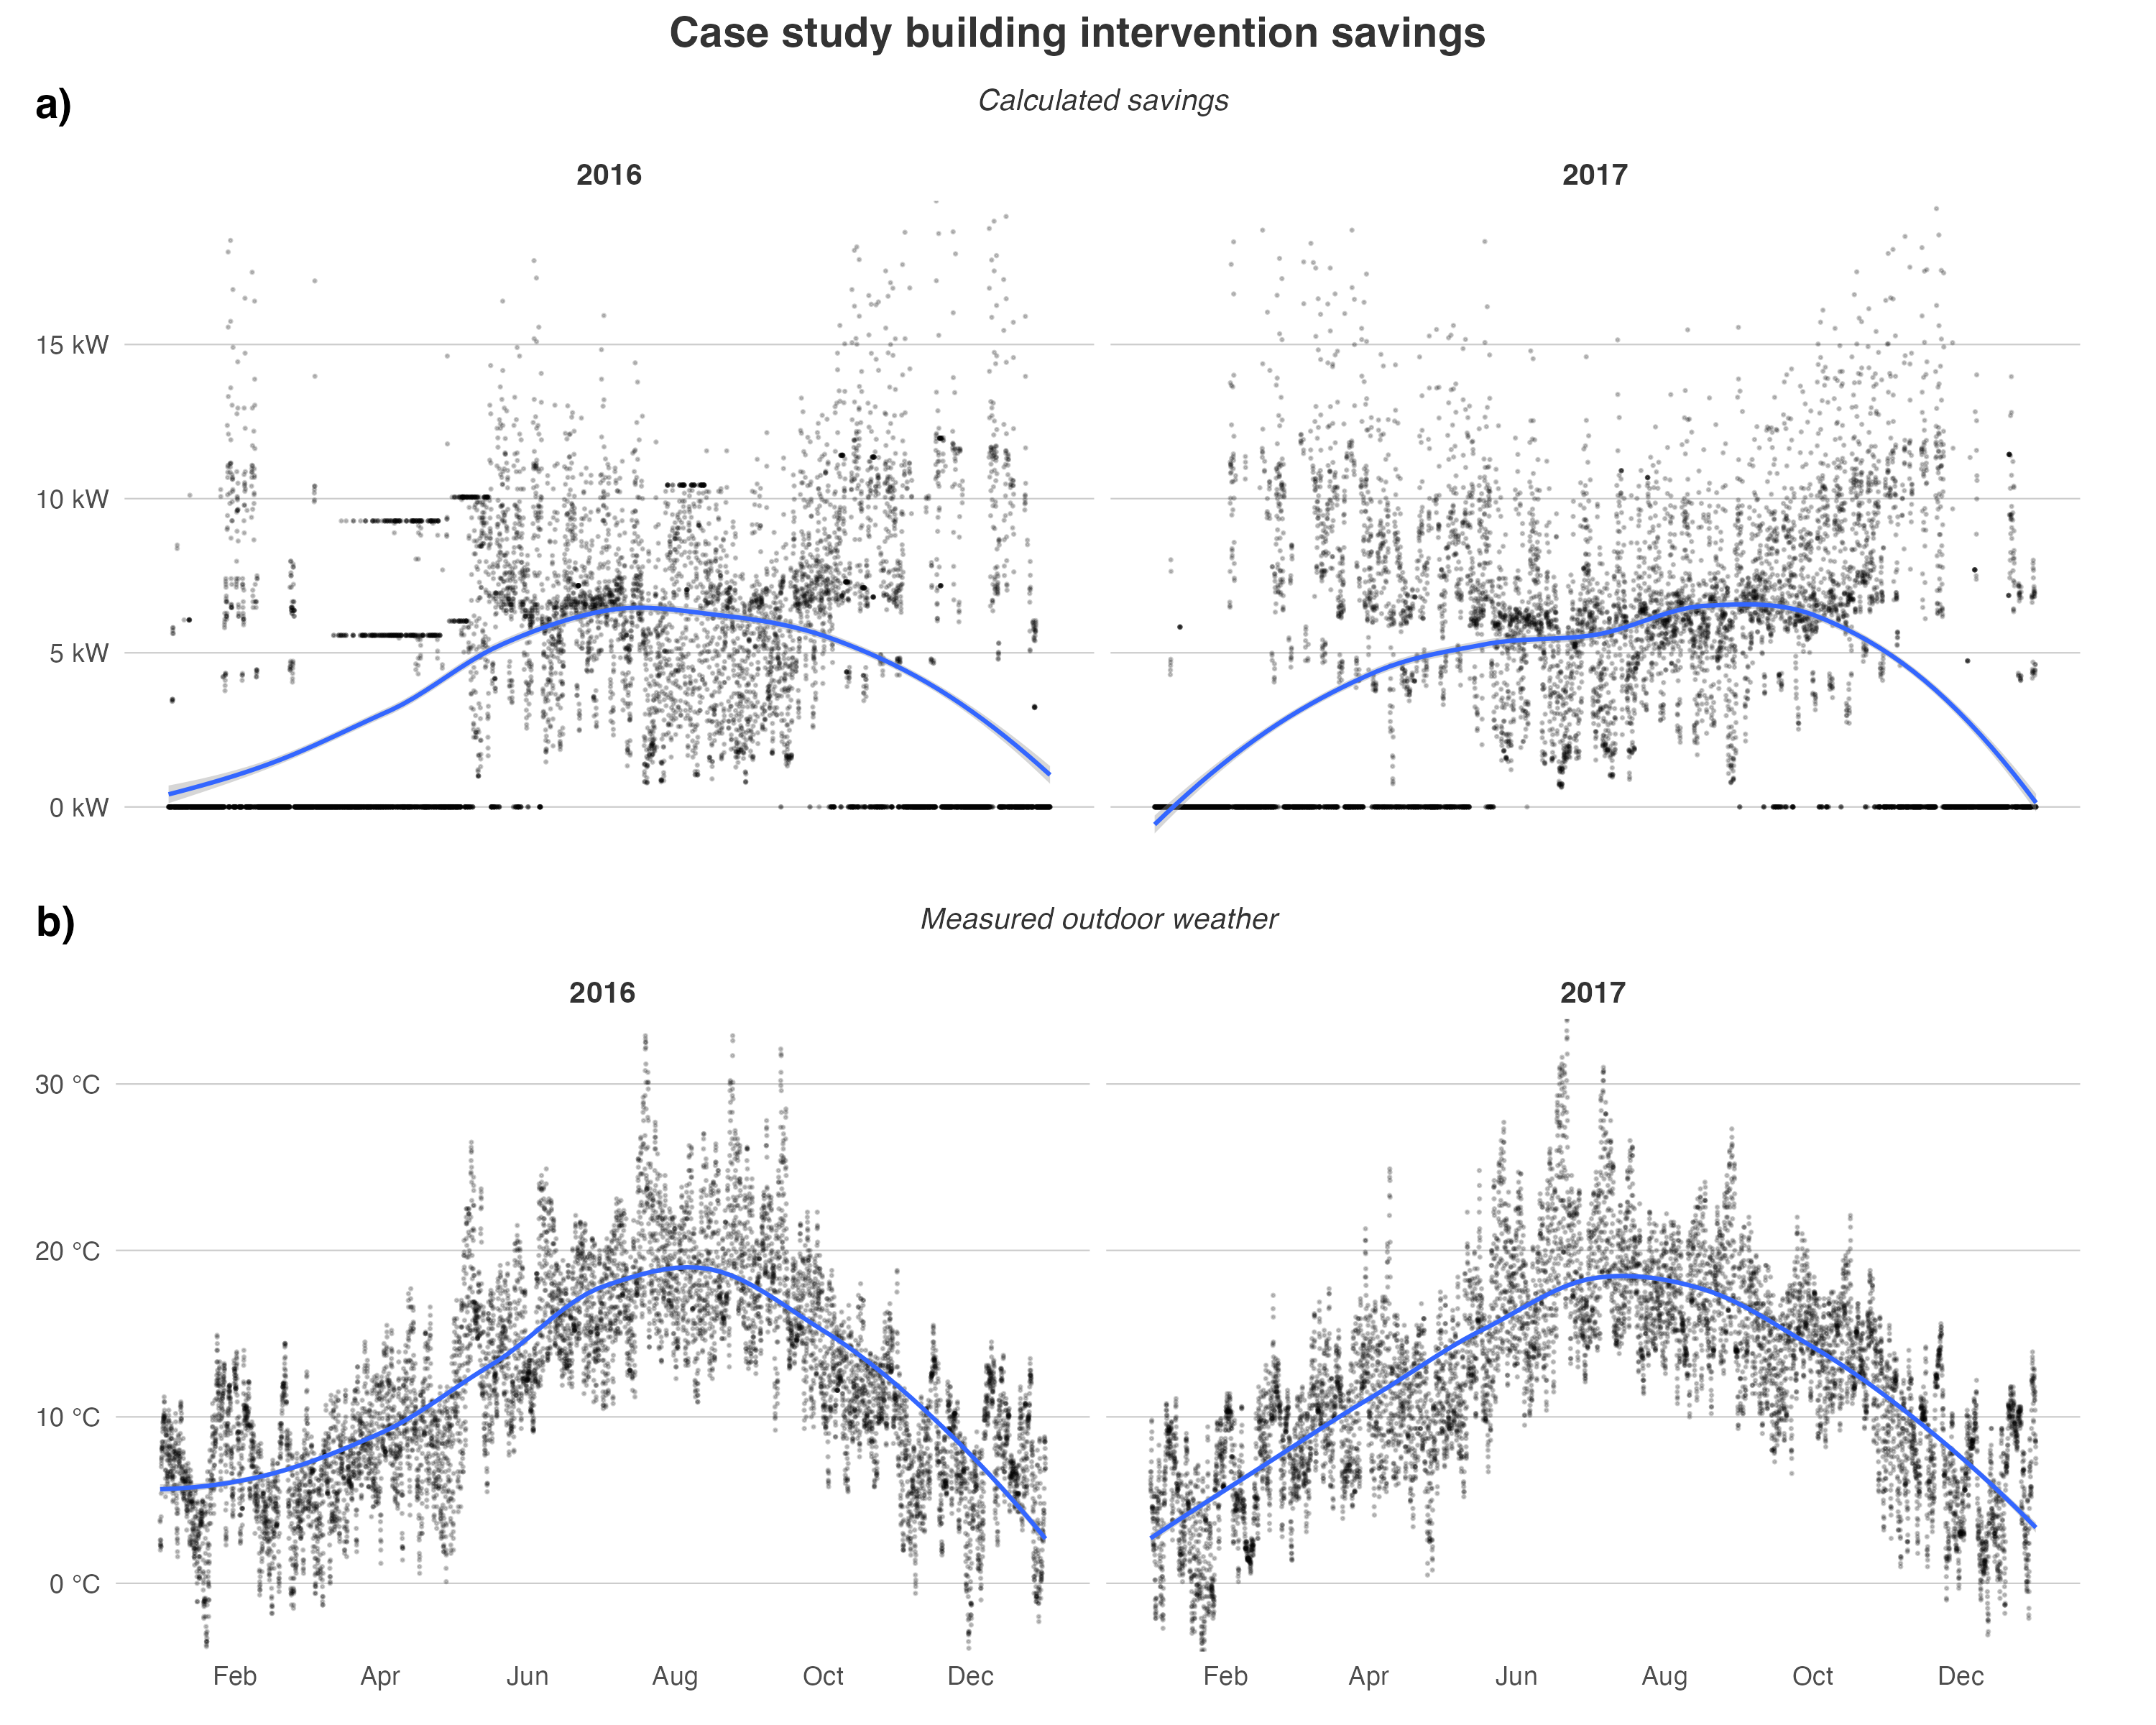 Case study building intervention savings
a)
Calculated savings
2016
2017
15 kW
10 kW
5 kW
0 kW
b)
Measured outdoor weather
2016
2017
30 °C
20 °C
10 °C
0 °C
Feb Apr Jun Aug Oct Dec Feb Apr Jun Aug Oct Dec